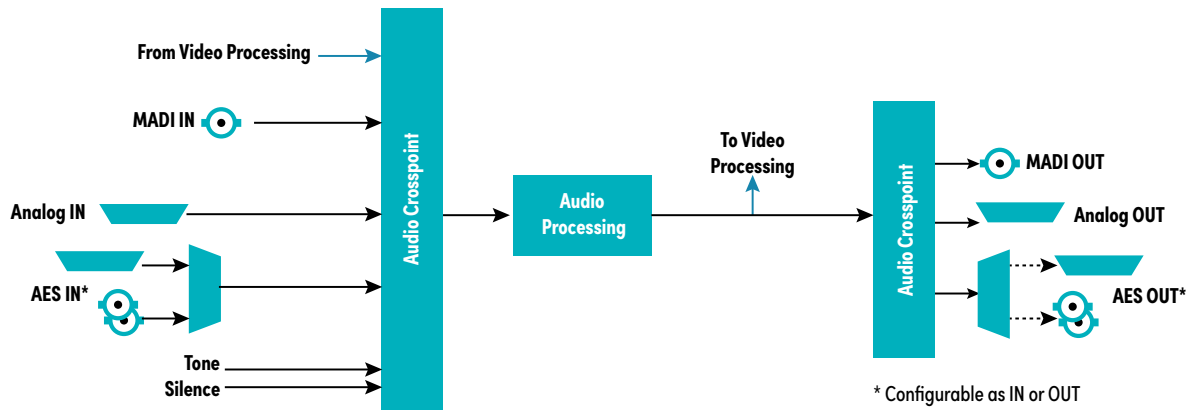 From Video Processing
MADI IN
Analog IN
AES IN*
Tone
Silence
Audio Crosspoint
Audio
Processing
To Video
Processing
Audio Crosspoint
MADI OUT
Analog OUT
AES OUT*
* Configurable as IN or OUT